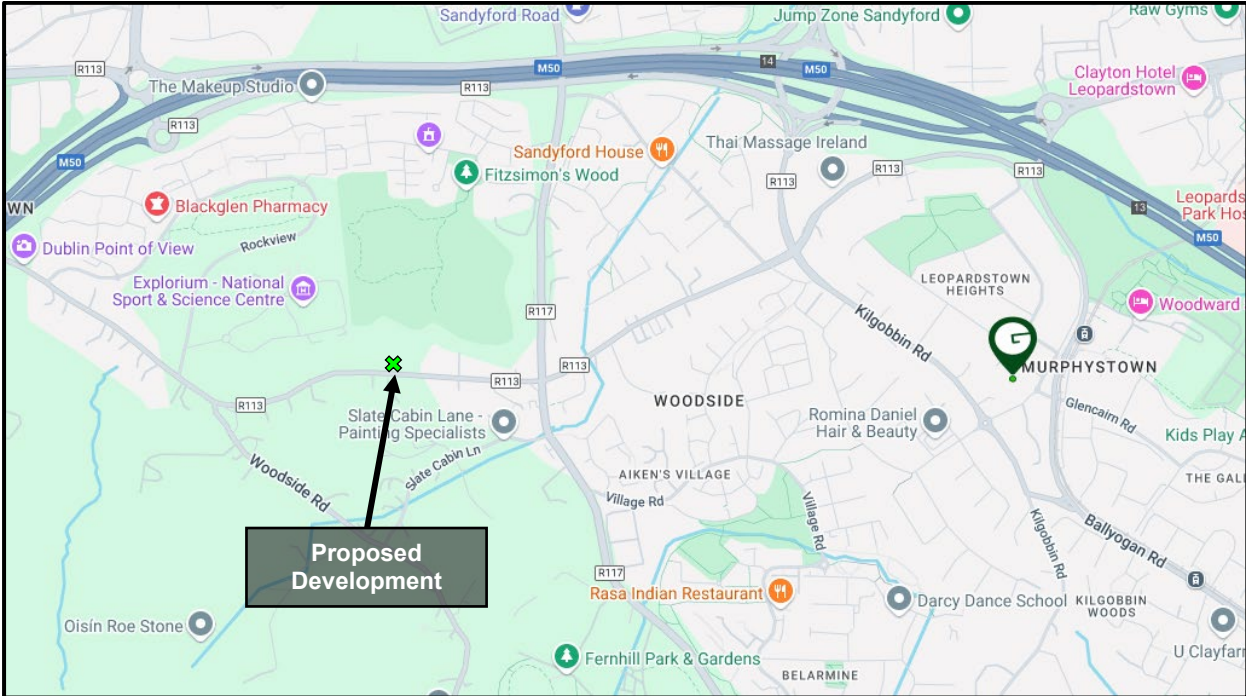 Sandyford Road
Jump Zone Sandyford
Raw Gyms
R113
M50
14
M50
Clayton Hotel
Leopardstown
The Makeup Studio
R113
R113
Sandyford House
Thai Massage Ireland
M50
Fitzsimon's Wood
R113
R113
R113
Leopards
Park Hos
WN
Blackglen Pharmacy
13
M50
Dublin Point of View
Rockview
Explorium - National
Sport & Science Centre
LEOPARDSTOWN
HEIGHTS
Woodward
R117
Kilgobbin Rd
G
MURPHYSTOWN
R113
R113
R113
Slate Cabin Lane -
Painting Specialists
WOODSIDE
Romina Daniel
Hair & Beauty
Glencairn Rd
Kids Play A
Woodside Rd
Slate Cabin Ln
AIKEN'S VILLAGE
Village Rd
Village Rd
THE GALL
Kilgobbin Rd
Ballyogan Rd
Proposed
Development
R117
Rasa Indian Restaurant
Darcy Dance School
KILGOBBIN
WOODS
Oisín Roe Stone
U Clayfarm
Fernhill Park & Gardens
BELARMINE